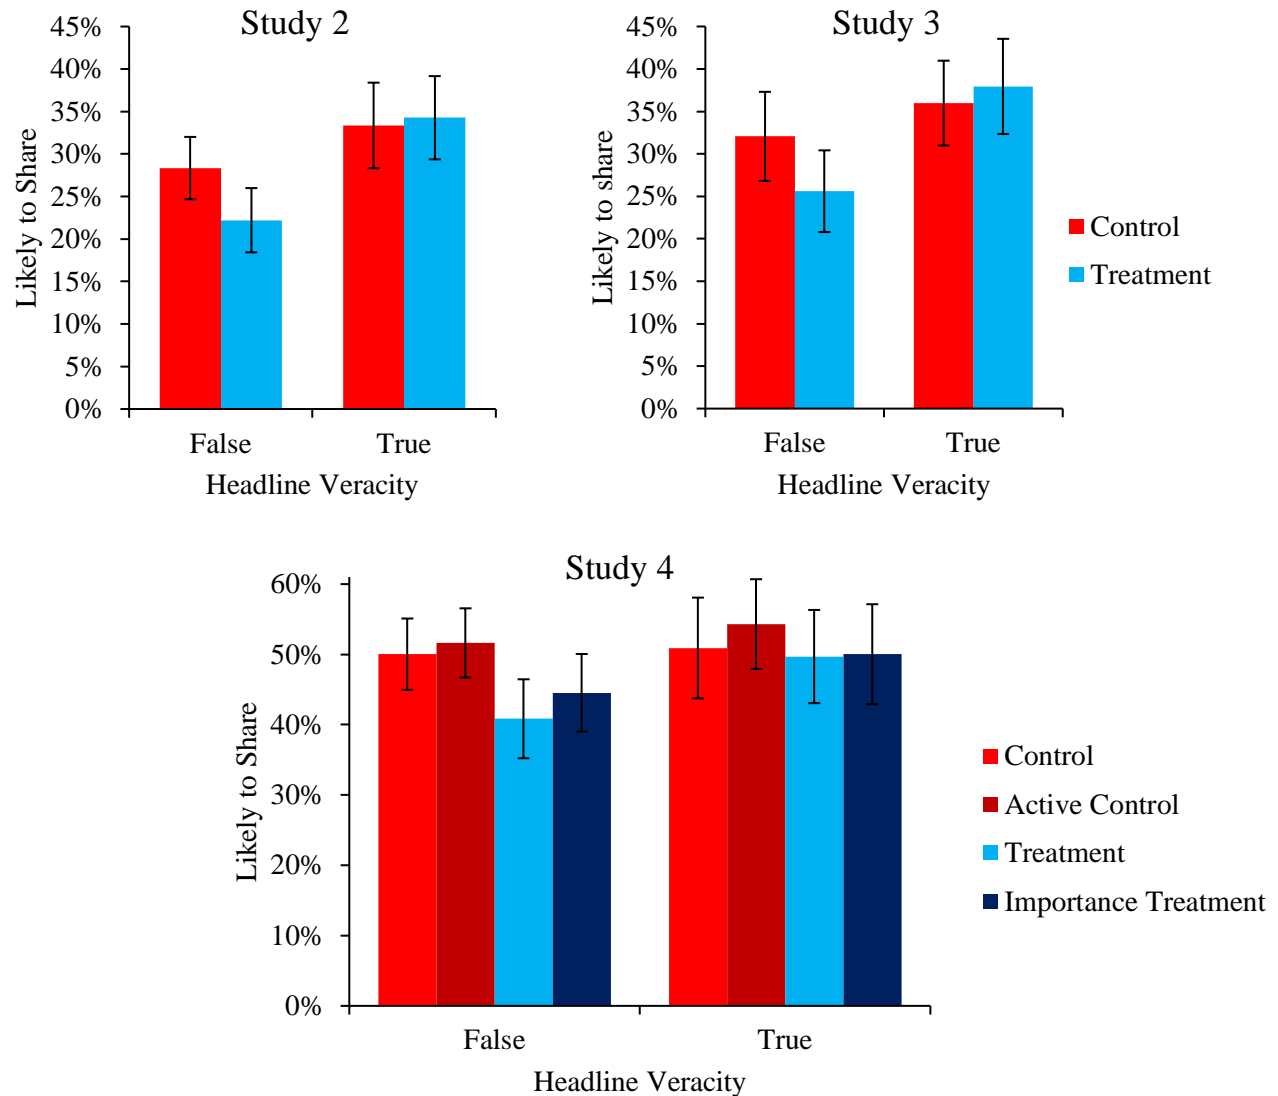 Study 2
45%
40%
35%
30%
25%
20%
15%
10%
5%
0%
Likely to Share
False True
Headline Veracity
Study 3
45%
40%
35%
30%
25%
20%
15%
10%
5%
0%
Likely to share
False True
Headline Veracity
Control
Treatment
Study 4
60%
50%
40%
30%
20%
10%
0%
Likely to Share
False True
Headline Veracity
Control
Active Control
Treatment
Importance Treatment